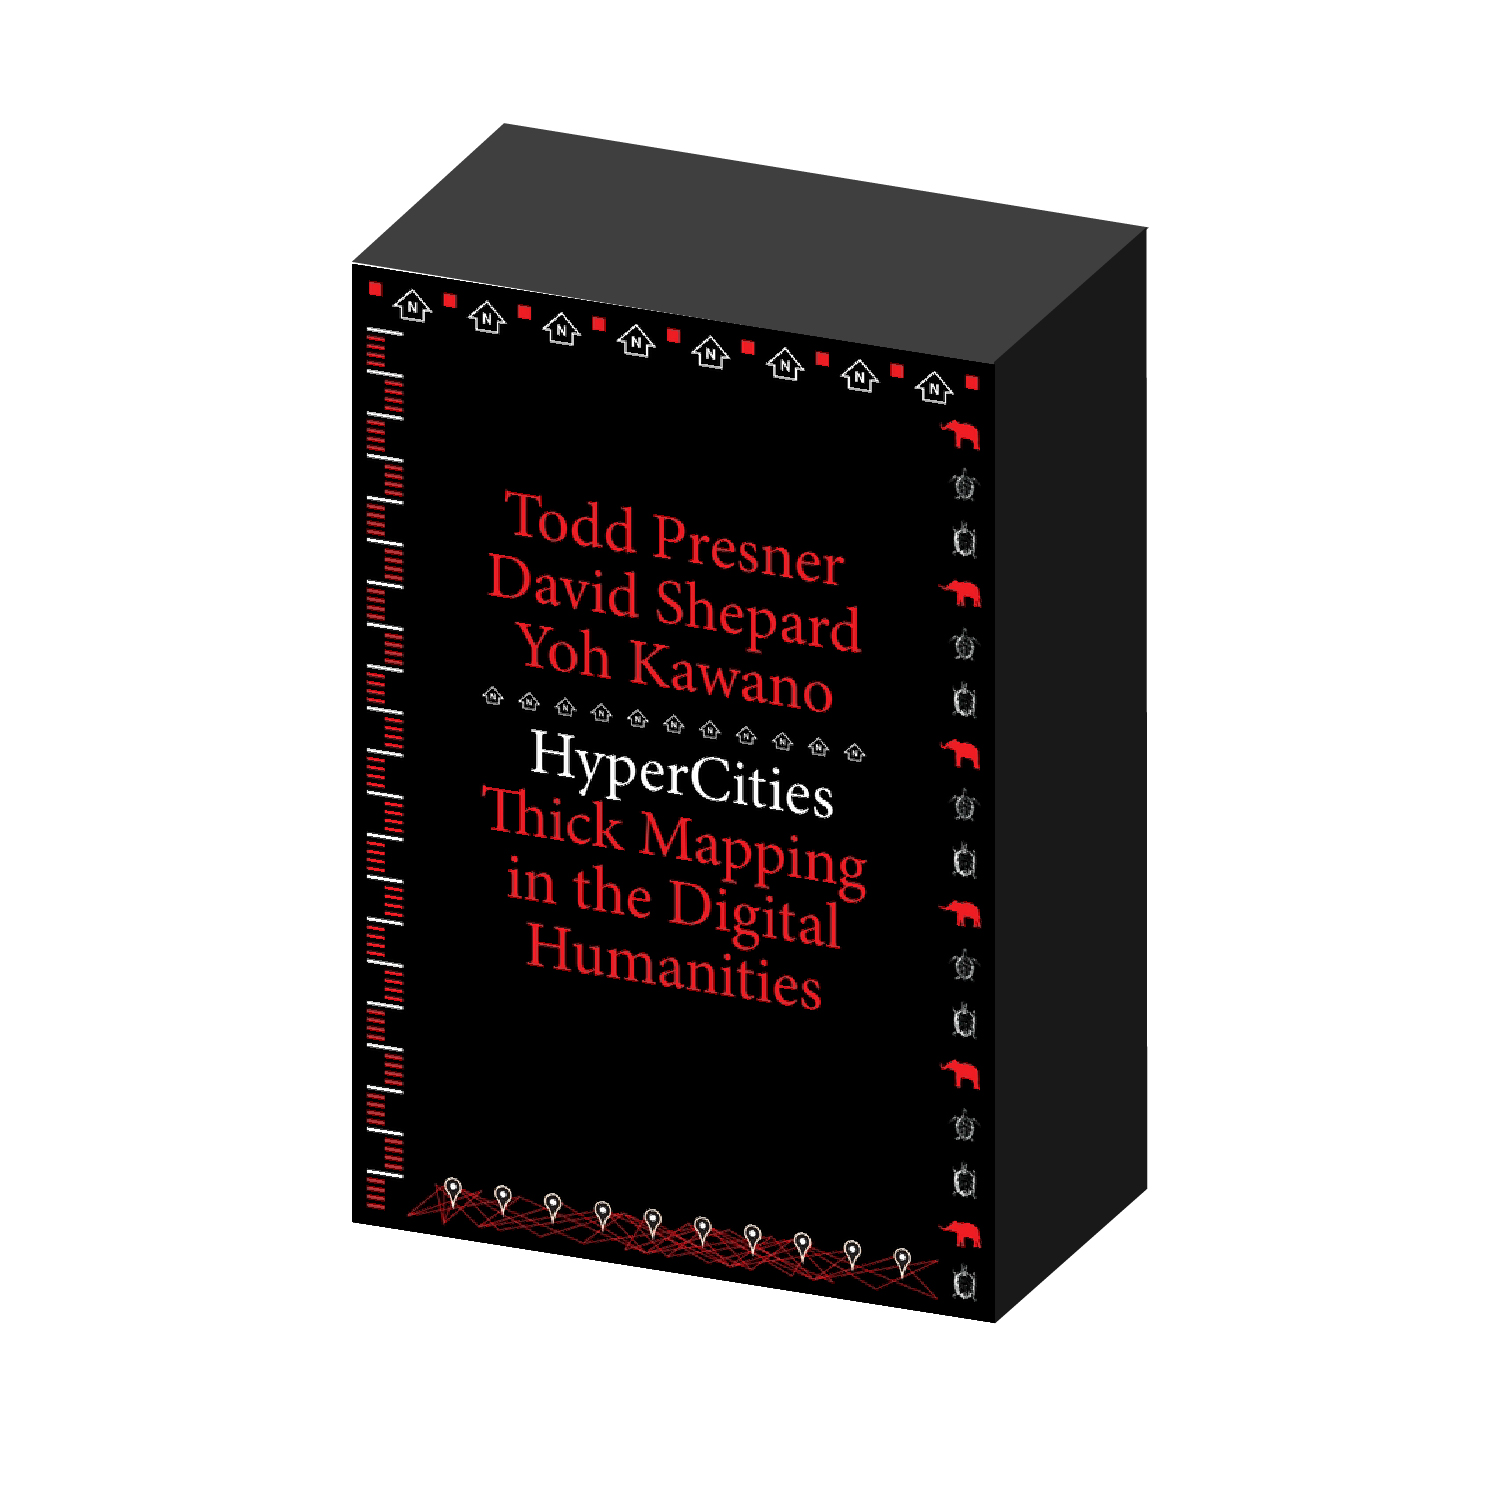 N N N N N N N N
Todd Presner
David Shepard
Yoh Kawano
N N N N N N N N N N N
HyperCities
Thick Mapping
in the Digital
Humanities